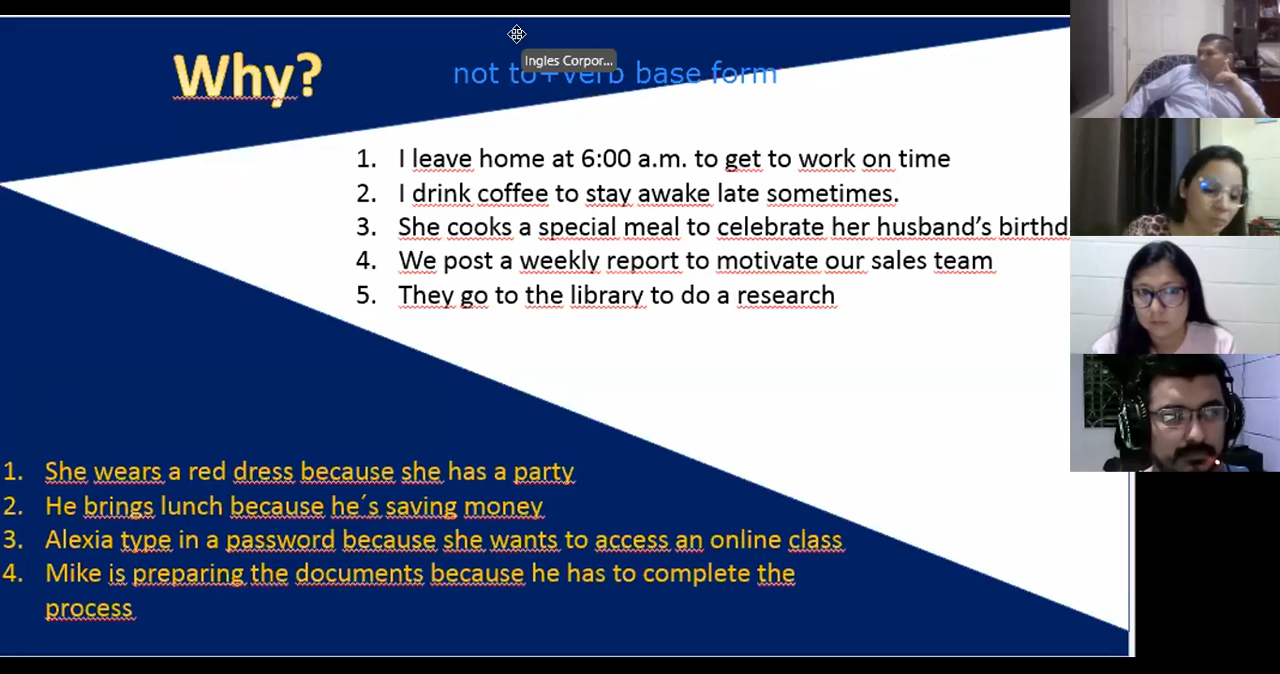 Why?
not to+verb base form
Ingles Corpor...
1. I leave home at 6:00 a.m. to get to work on time
2. I drink coffee to stay awake late sometimes.
3. She cooks a special meal to celebrate her husband’s birthd
4. We post a weekly report to motivate our sales team
5. They go to the library to do a research
1. She wears a red dress because she has a party
2. He brings lunch because he´s saving money
3. Alexia type in a password because she wants to access an online class
4. Mike is preparing the documents because he has to complete the
process